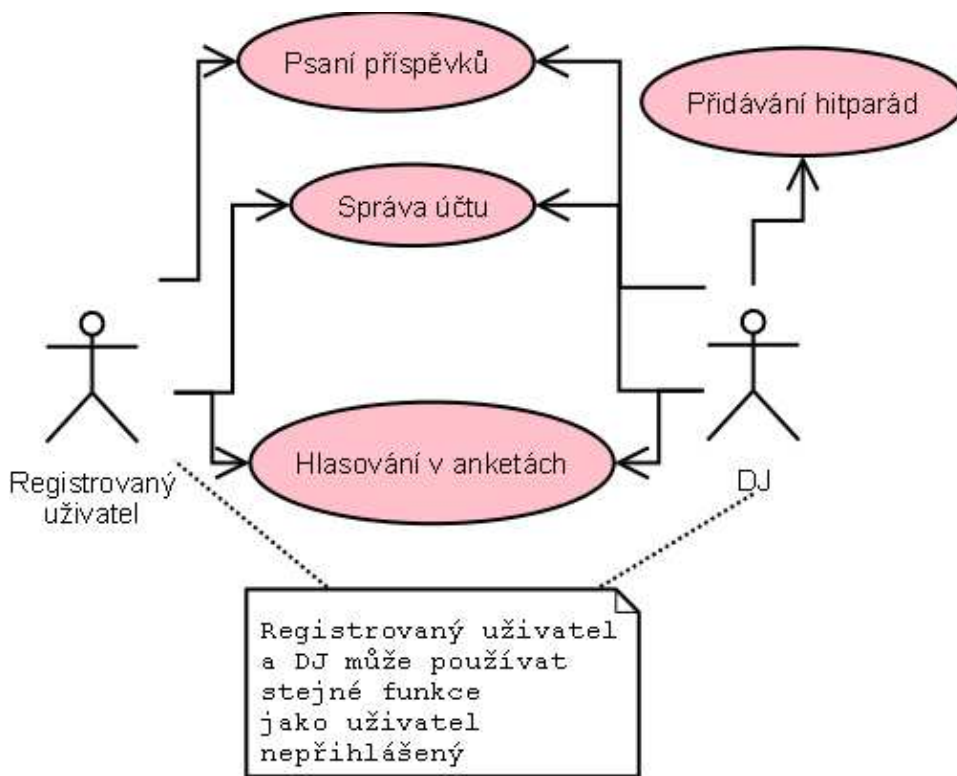 Psaní příspěvků
Přidávání hitparád
Správa účtu
Hlasování v anketách
Registrovaný
uživatel
DJ
Registrovaný uživatel
a DJ může používat
stejné funkce
jako uživatel
nepřihlášený